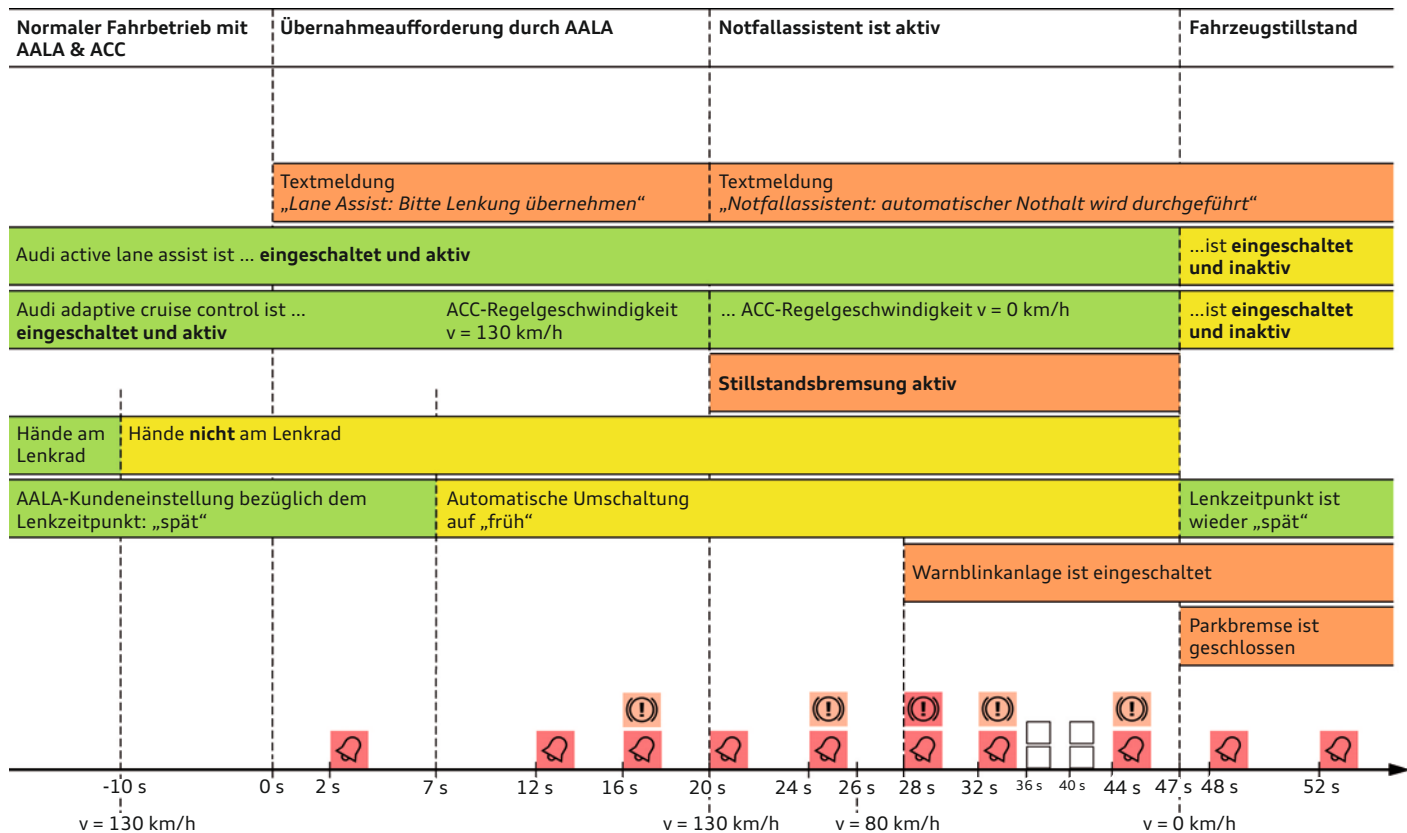 Normaler Fahrbetrieb mit
AALA & ACC
Übernahmeaufforderung durch AALA
Notfallassistent ist aktiv
Fahrzeugstillstand
Textmeldung
„Lane Assist: Bitte Lenkung übernehmen“
Textmeldung
„Notfallassistent: automatischer Nothalt wird durchgeführt“
Audi active lane assist ist ... eingeschaltet und aktiv
...ist eingeschaltet
und inaktiv
Audi adaptive cruise control ist ...
eingeschaltet und aktiv
ACC-Regelgeschwindigkeit
v = 130 km/h
... ACC-Regelgeschwindigkeit v = 0 km/h
...ist eingeschaltet
und inaktiv
Stillstandsbremsung aktiv
Hände am
Lenkrad
Hände nicht am Lenkrad
AALA-Kundeneinstellung bezüglich dem
Lenkzeitpunkt: „spät“
Automatische Umschaltung
auf „früh“
Lenkzeitpunkt ist
wieder „spät“
Warnblinkanlage ist eingeschaltet
Parkbremse ist
geschlossen
-10 s 0 s 2 s 7 s 12 s 16 s 20 s 24 s 26 s 28 s 32 s 36 s 40 s 44 s 47 s 48 s 52 s
v = 130 km/h v = 130 km/h v = 80 km/h v = 0 km/h